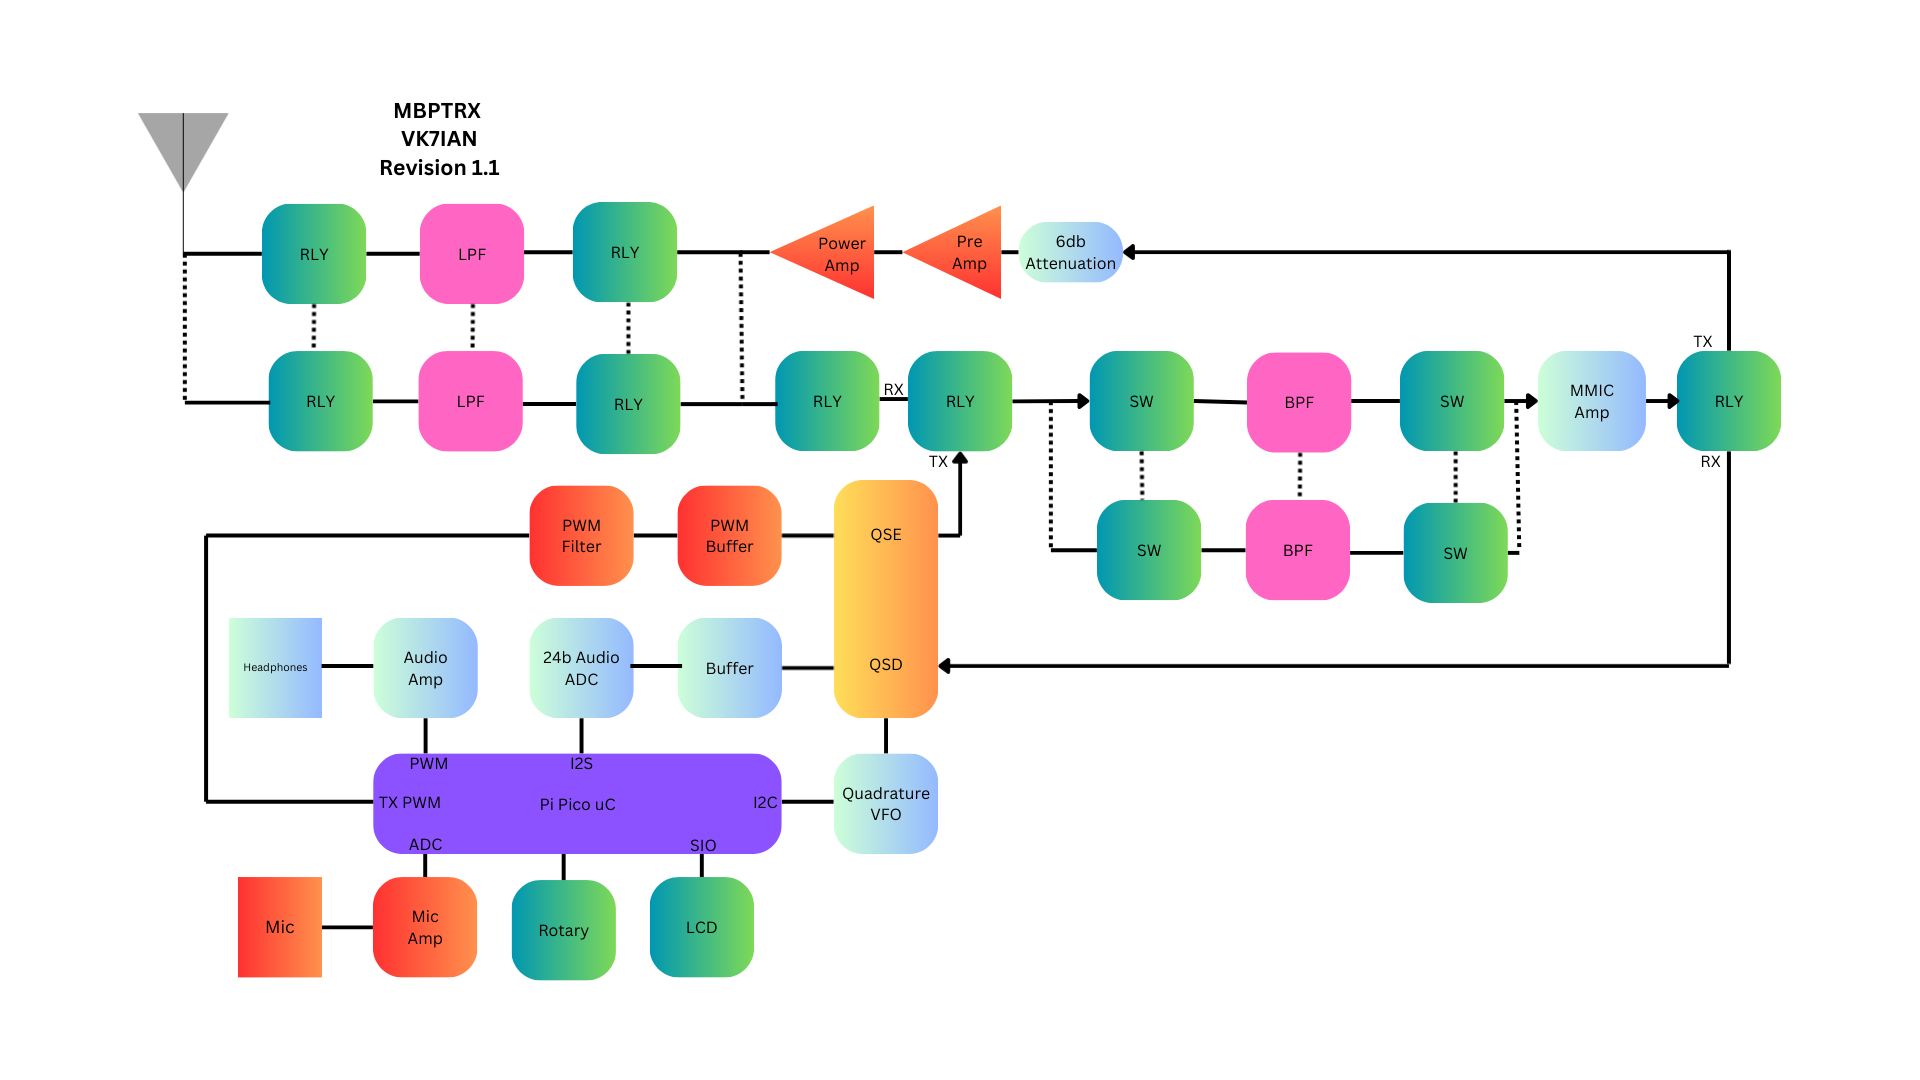 MBPTRX
VK7IAN
Revision 1.1
RLY
LPF
RLY
Power
Amp
Pre
Amp
6db
Attenuation
TX
RLY
LPF
RLY
RLY
RX
RLY
SW
BPF
SW
MMIC
Amp
RLY
TX
RX
PWM
Filter
PWM
Buffer
QSE
SW
BPF
SW
Headphones
Audio
Amp
24b Audio
ADC
Buffer
QSD
PWM
I2S
TX PWM
Pi Pico uC
I2C
Quadrature
VFO
ADC
SIO
Mic
Mic
Amp
Rotary
LCD